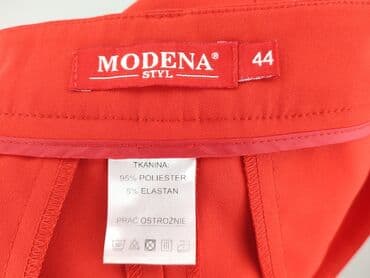 MODENA®
STYL
44
TKANINA:
95% POLIESTER
5% ELASTAN
PRAĆ OSTROŻNIE